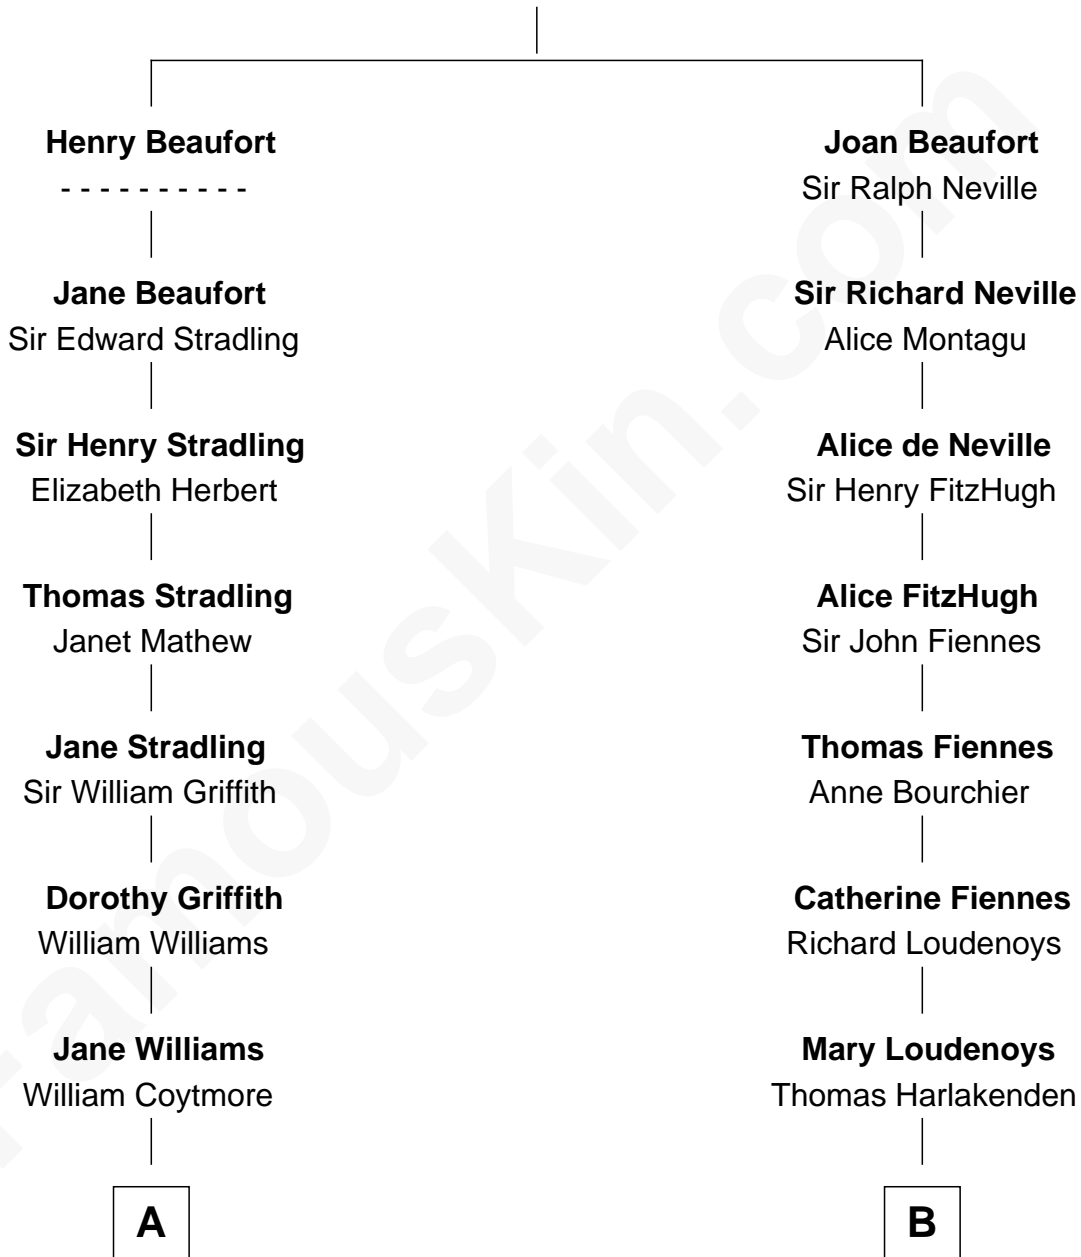 Henry Beaufort
- - - - - - - - - -
Jane Beaufort
Sir Edward Stradling
Sir Henry Stradling
Elizabeth Herbert
Thomas Stradling
Janet Mathew
Jane Stradling
Sir William Griffith
Dorothy Griffith
William Williams
Jane Williams
William Coytmore
A
Joan Beaufort
Sir Ralph Neville
Sir Richard Neville
Alice Montagu
Alice de Neville
Sir Henry FitzHugh
Alice FitzHugh
Sir John Fiennes
Thomas Fiennes
Anne Bourchier
Catherine Fiennes
Richard Loudenoys
Mary Loudenoys
Thomas Harlakenden
B
FamousKin.com